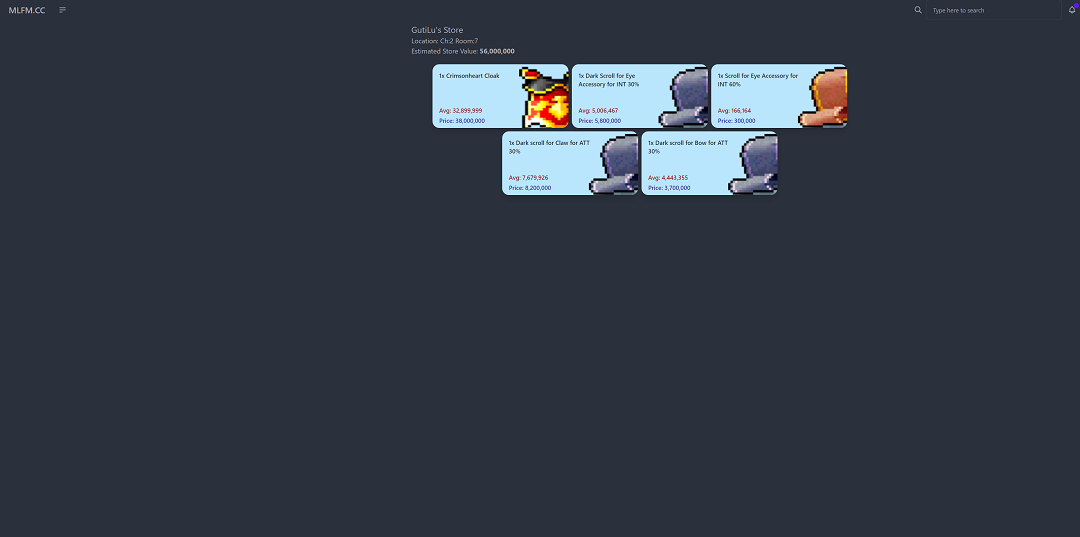 MLFM.CC
Type here to search
GutiLu's Store
Location: Ch:2 Room:7
Estimated Store Value: 56,000,000
1x Crimsonheart Cloak
Avg: 32,899,999
Price: 38,000,000
1x Dark Scroll for Eye
Accessory for INT 30%
Avg: 5,006,467
Price: 5,800,000
1x Scroll for Eye Accessory for
INT 60%
Avg: 166,164
Price: 300,000
1x Dark scroll for Claw for ATT
30%
Avg: 7,679,926
Price: 8,200,000
1x Dark scroll for Bow for ATT
30%
Avg: 4,443,355
Price: 3,700,000